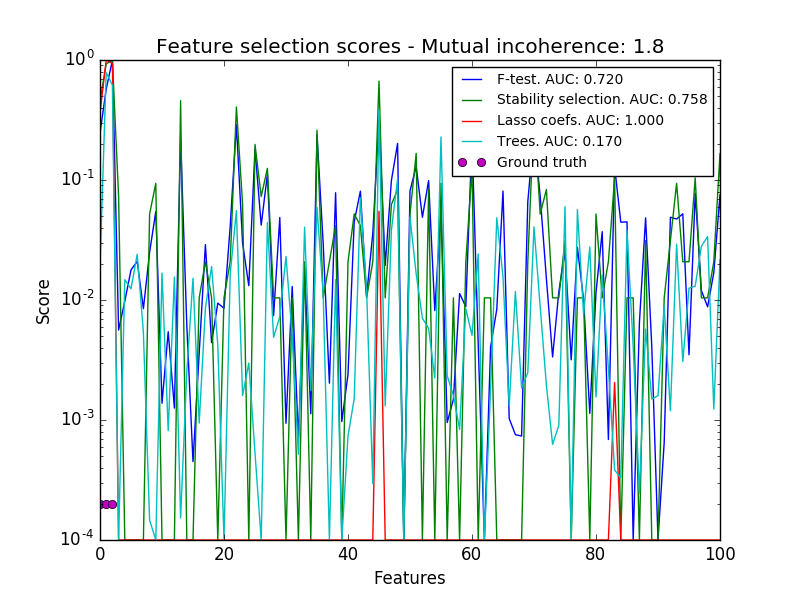 Feature selection scores - Mutual incoherence: 1.8
F-test. AUC: 0.720
Stability selection. AUC: 0.758
Lasso coefs. AUC: 1.000
Trees. AUC: 0.170
Ground truth
Score
10^0
10^-1
10^-2
10^-3
10^-4
0 20 40 60 80 100
Features